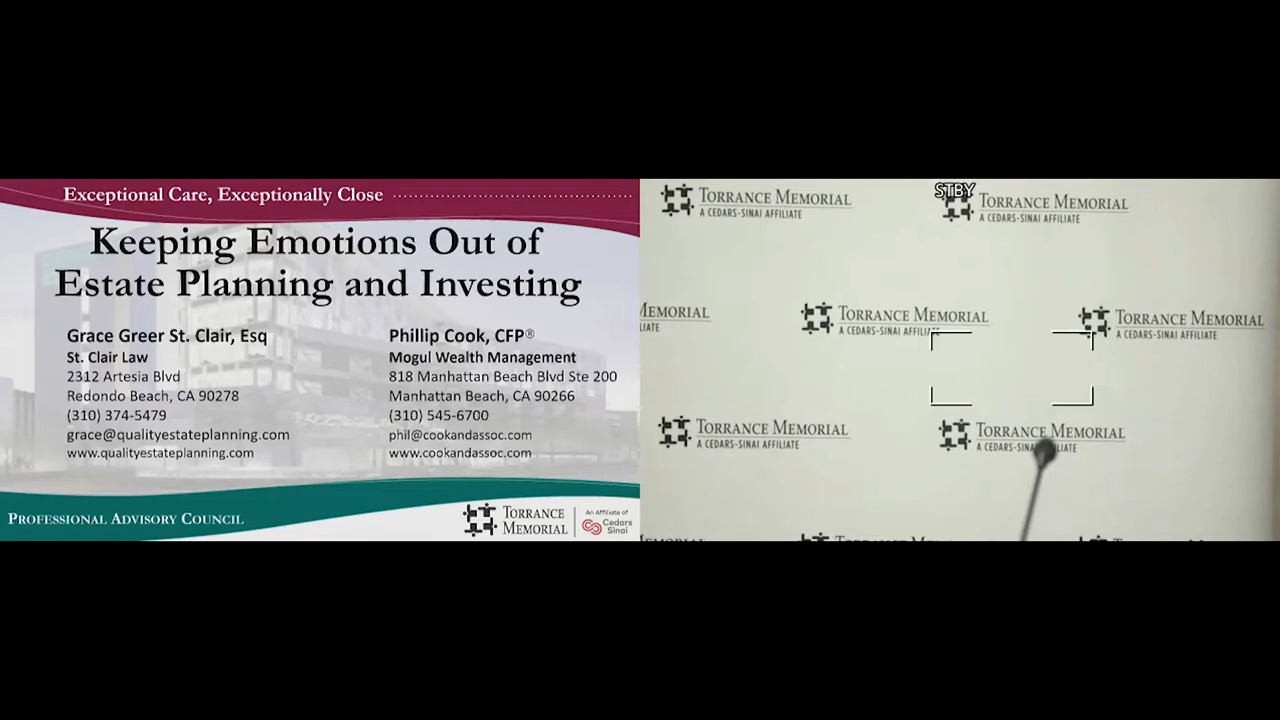 Exceptional Care, Exceptionally Close
Keeping Emotions Out of
Estate Planning and Investing
Grace Greer St. Clair, Esq
St. Clair Law
2312 Artesia Blvd
Redondo Beach, CA 90278
(310) 374-5479
grace@qualityestateplanning.com
www.qualityestateplanning.com
Phillip Cook, CFP®
Mogul Wealth Management
818 Manhattan Beach Blvd Ste 200
Manhattan Beach, CA 90266
(310) 545-6700
phil@cookandassoc.com
www.cookandassoc.com
PROFESSIONAL ADVISORY COUNCIL
TORRANCE
MEMORIAL
An Affiliate of
Cedars
Sinai
STBY
TORRANCE MEMORIAL
A CEDARS-SINAI AFFILIATE
TORRANCE MEMORIAL
A CEDARS-SINAI AFFILIATE
MEMORIAL
LIATE
TORRANCE MEMORIAL
A CEDARS-SINAI AFFILIATE
TORRANCE MEMORIAL
A CEDARS-SINAI AFFILIATE
TORRANCE MEMORIAL
A CEDARS-SINAI AFFILIATE
TORRANCE MEMORIAL
A CEDARS-SINAI AFFILIATE